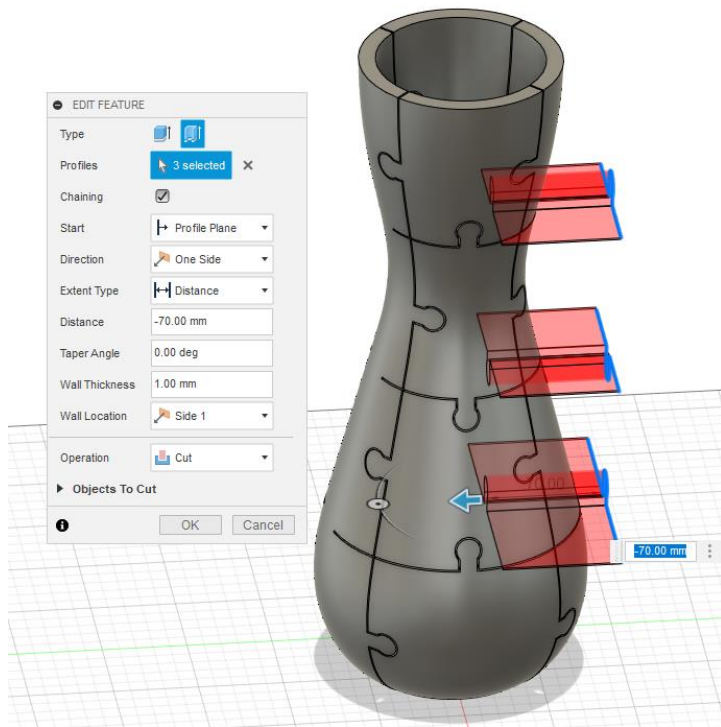 EDIT FEATURE
Type
Profiles 3 selected
Chaining
Start Profile Plane
Direction One Side
Extent Type Distance
Distance -70.00 mm
Taper Angle 0.00 deg
Wall Thickness 1.00 mm
Wall Location Side 1
Operation Cut
Objects To Cut
OK Cancel
70.00
-70.00 mm